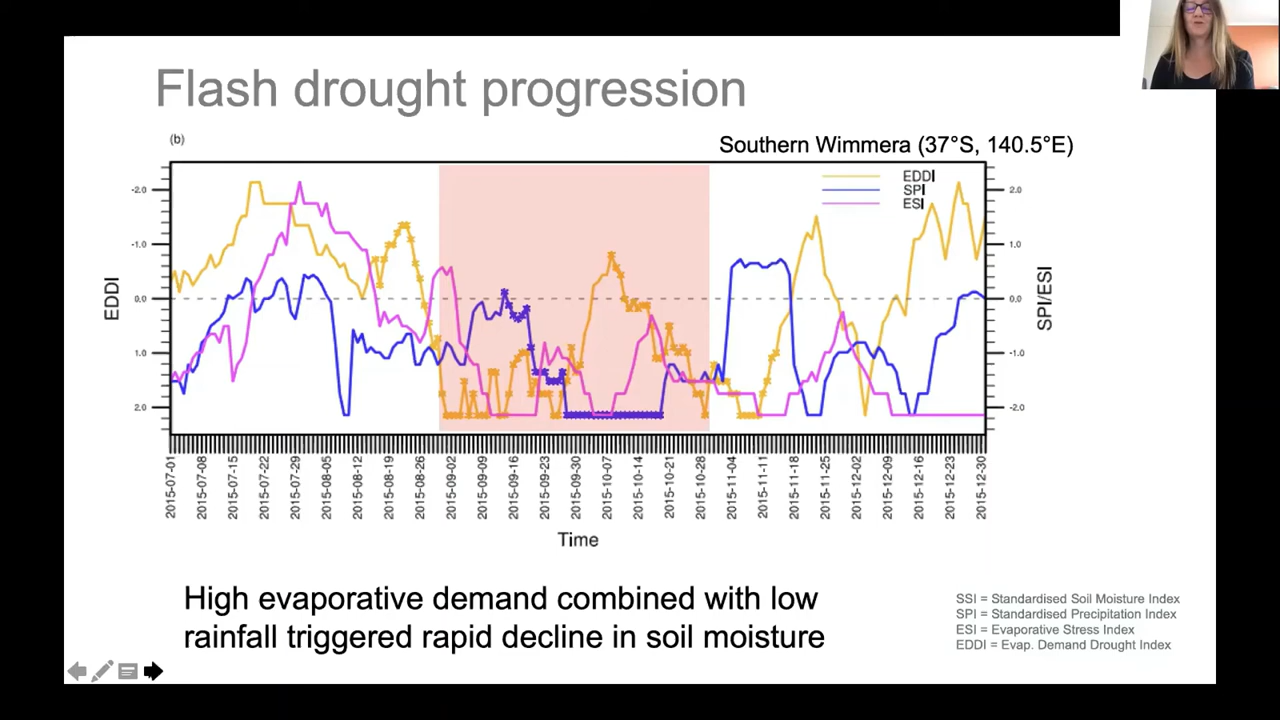 Flash drought progression
(b)
Southern Wimmera (37°S, 140.5°E)
EDDI
SPI
ESI
-2.0
-1.0
0.0
1.0
2.0
2.0
1.0
0.0
-1.0
-2.0
EDDI
SPI/ESI
2015-07-01
2015-07-08
2015-07-15
2015-07-22
2015-07-29
2015-08-05
2015-08-12
2015-08-19
2015-08-26
2015-09-02
2015-09-09
2015-09-16
2015-09-23
2015-09-30
2015-10-07
2015-10-14
2015-10-21
2015-10-28
2015-11-04
2015-11-11
2015-11-18
2015-11-25
2015-12-02
2015-12-09
2015-12-16
2015-12-23
2015-12-30
Time
High evaporative demand combined with low
rainfall triggered rapid decline in soil moisture
SSI = Standardised Soil Moisture Index
SPI = Standardised Precipitation Index
ESI = Evaporative Stress Index
EDDI = Evap. Demand Drought Index